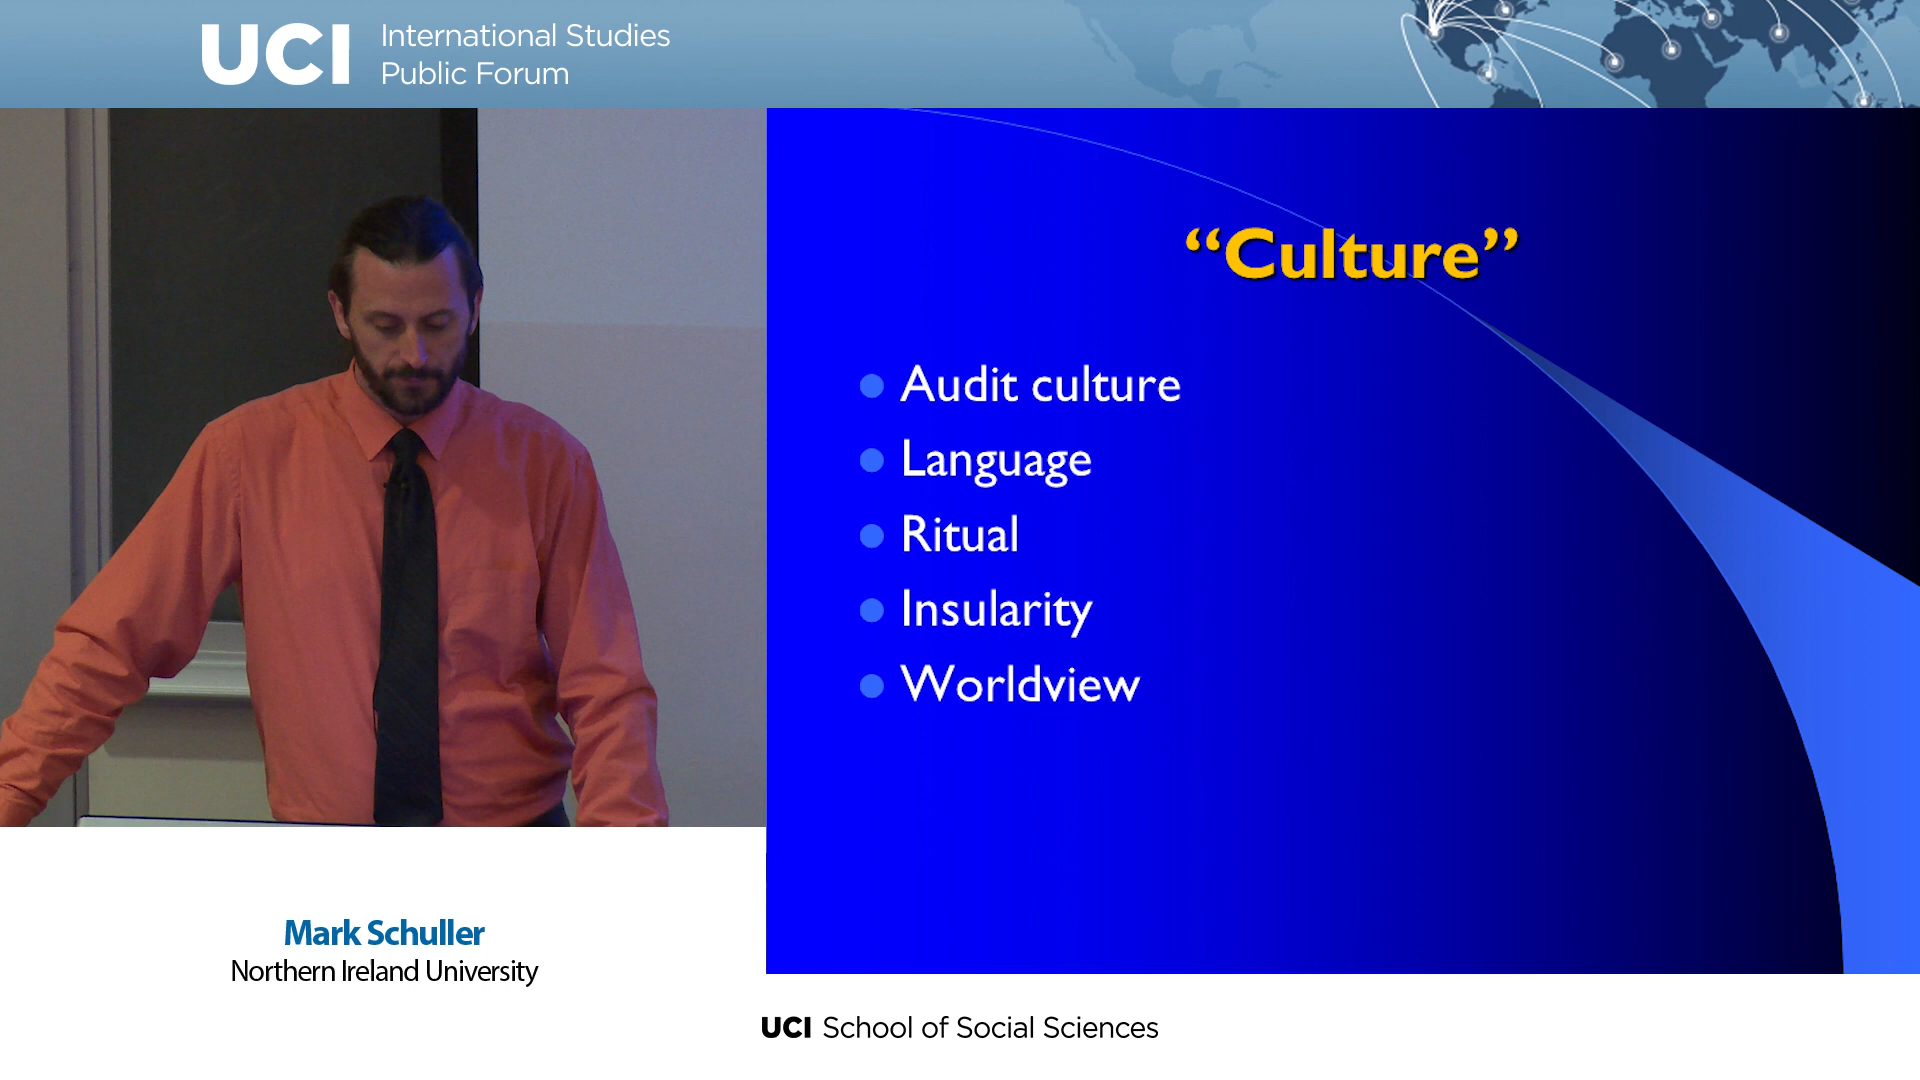 UCI
International Studies
Public Forum
“Culture”
Audit culture
Language
Ritual
Insularity
Worldview
Mark Schuller
Northern Ireland University
UCI School of Social Sciences